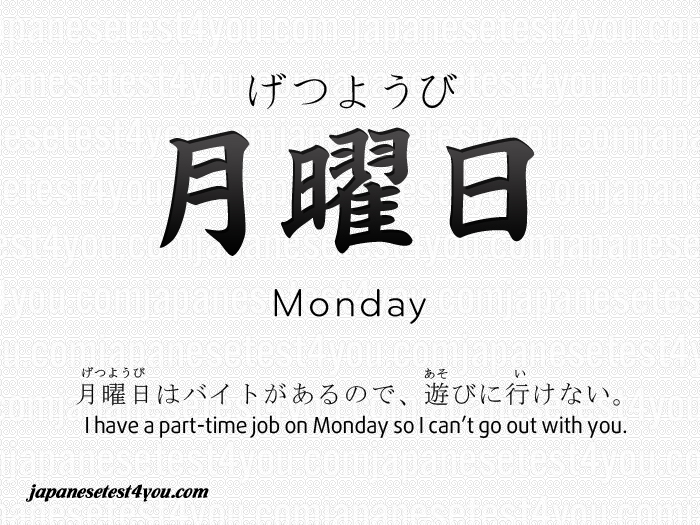 げつようび
月曜日
Monday
げつようび あそ い
月曜日はバイトがあるので、遊びに行けない。
I have a part-time job on Monday so I can't go out with you.
japanesetest4you.com